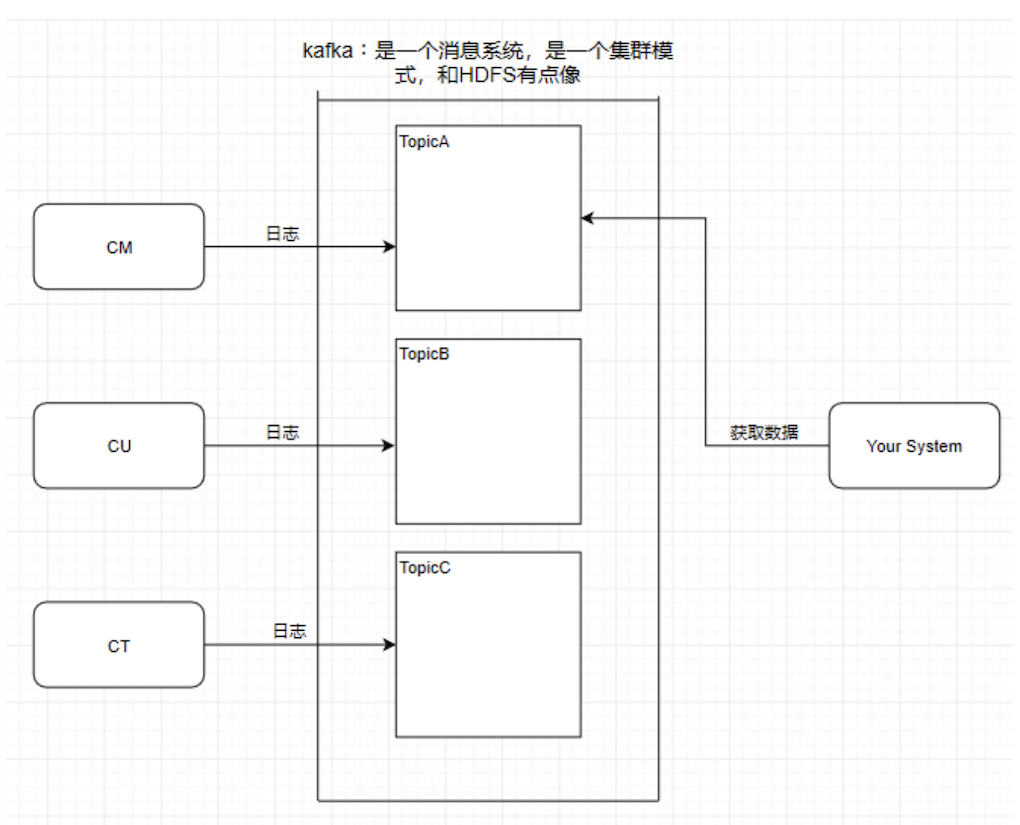 kafka：是一个消息系统，是一个集群模
式，和HDFS有点像
TopicA
CM
日志
TopicB
CU
日志
获取数据
Your System
TopicC
CT
日志